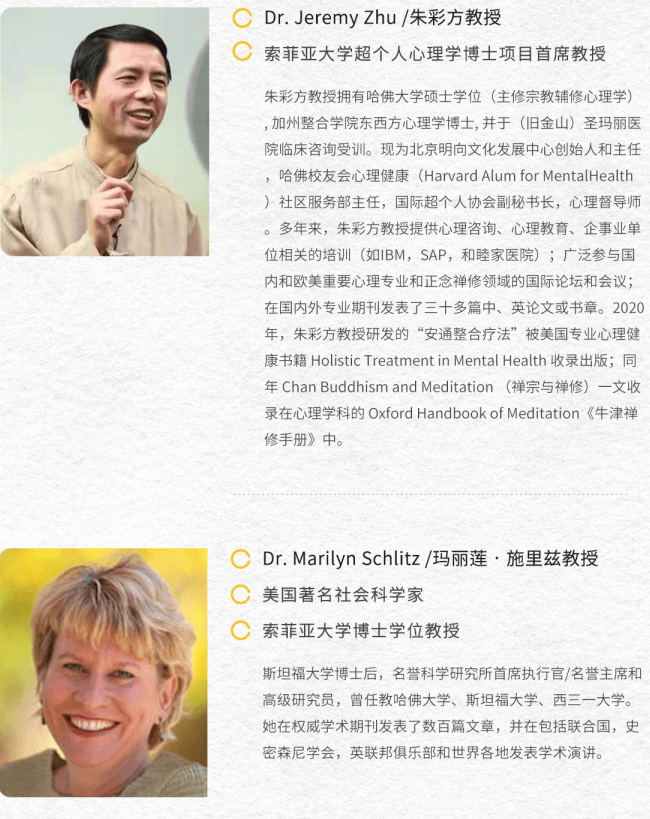 Dr. Jeremy Zhu /朱彩方教授
索菲亚大学超个人心理学博士项目首席教授
朱彩方教授拥有哈佛大学硕士学位（主修宗教辅修心理学）
, 加州整合学院东西方心理学博士, 并于（旧金山）圣玛丽医
院临床咨询受训。现为北京明向文化发展中心创始人和主任
，哈佛校友会心理健康（Harvard Alum for MentalHealth
）社区服务部主任，国际超个人协会副秘书长，心理督导师
。多年来，朱彩方教授提供心理咨询、心理教育、企事业单
位相关的培训（如IBM，SAP，和睦家医院）；广泛参与国
内和欧美重要心理专业和正念禅修领域的国际论坛和会议；
在国内外专业期刊发表了三十多篇中、英论文或书章。2020
年，朱彩方教授研发的“安通整合疗法”被美国专业心理健
康书籍 Holistic Treatment in Mental Health 收录出版；同
年 Chan Buddhism and Meditation （禅宗与禅修）一文收
录在心理学科的 Oxford Handbook of Meditation《牛津禅
修手册》中。
Dr. Marilyn Schlitz /玛丽莲 · 施里兹教授
美国著名社会科学家
索菲亚大学博士学位教授
斯坦福大学博士后，名誉科学研究所首席执行官/名誉主席和
高级研究员，曾任教哈佛大学、斯坦福大学、西三一大学。
她在权威学术期刊发表了数百篇文章，并在包括联合国，史
密森尼学会，英联邦俱乐部和世界各地发表学术演讲。